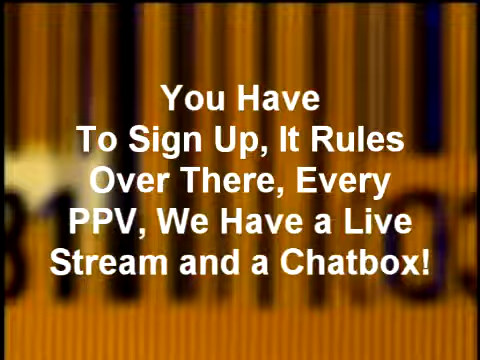 You Have
To Sign Up, It Rules
Over There, Every
PPV, We Have a Live
Stream and a Chatbox!